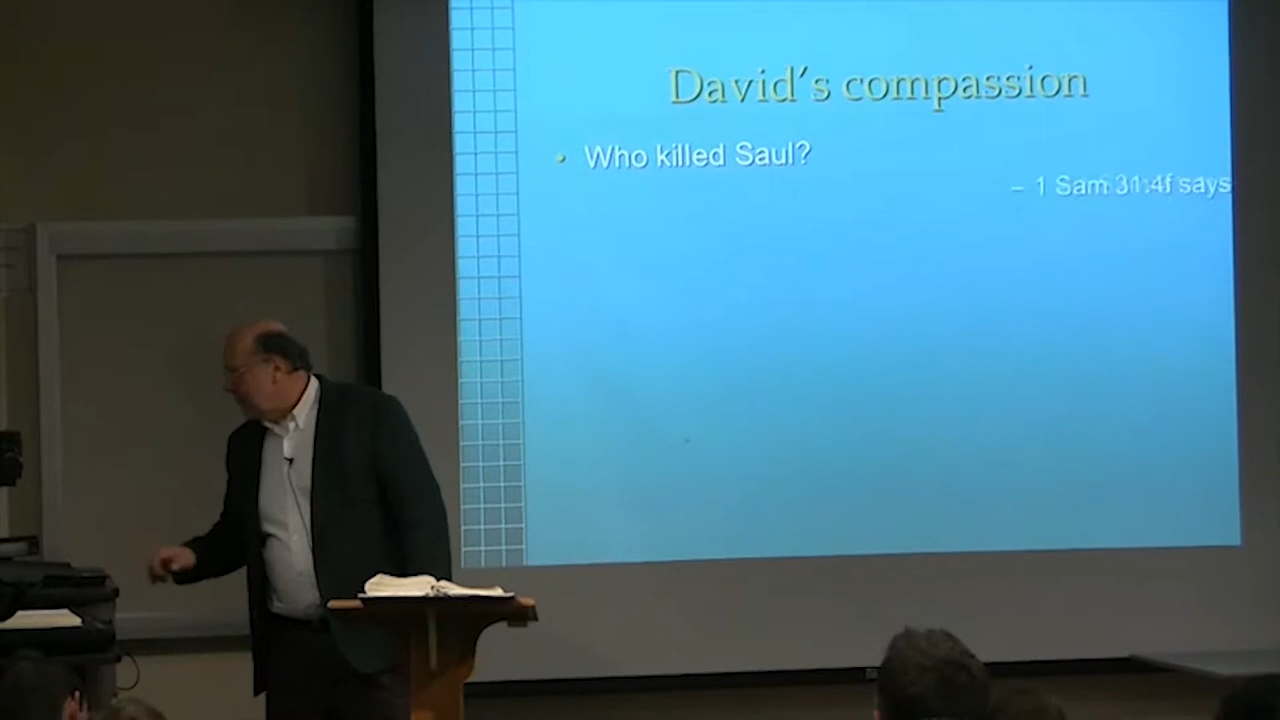 David's compassion
• Who killed Saul?
– 1 Sam 31:4f says